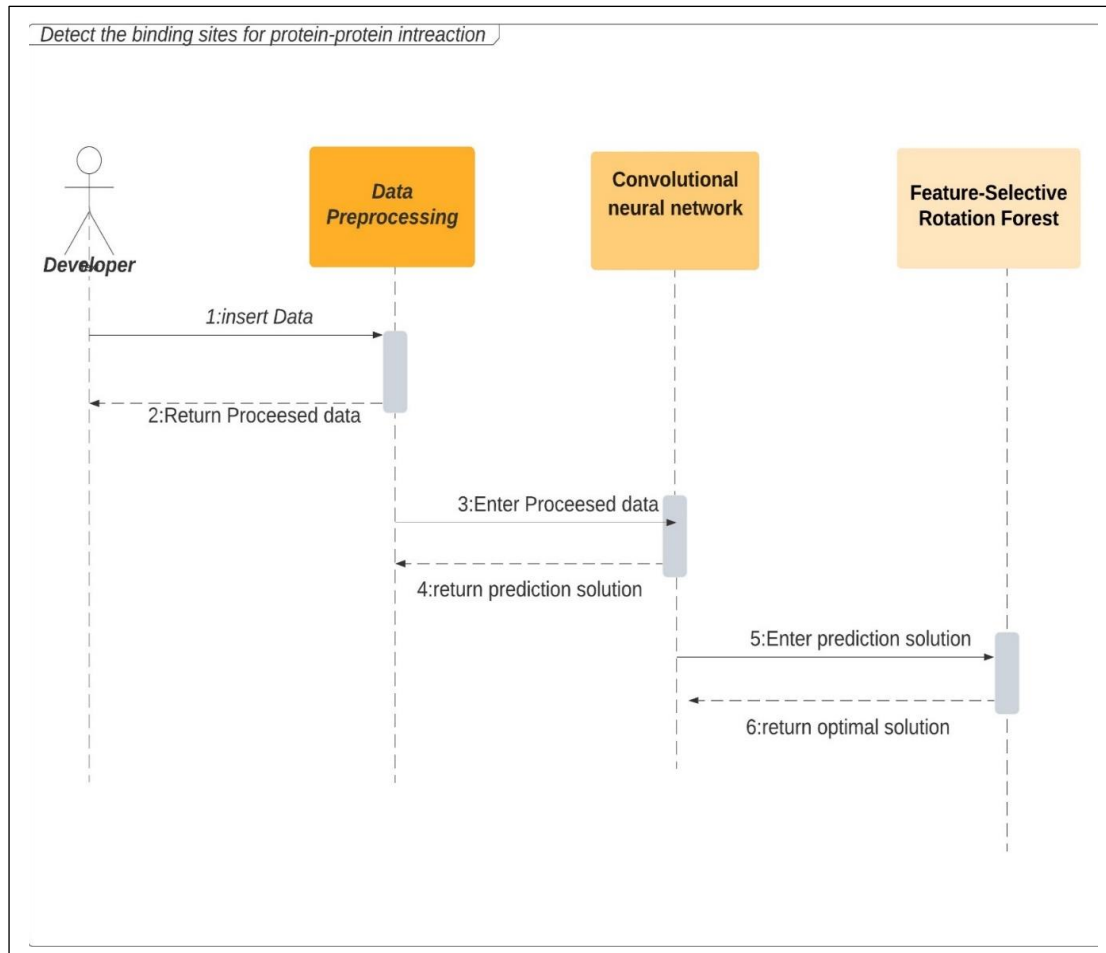 Detect the binding sites for protein-protein intreaction
Data
Preprocessing
Convolutional
neural network
Feature-Selective
Rotation Forest
Developer
1:insert Data
2:Return Proceesed data
3:Enter Proceesed data
4:return prediction solution
5:Enter prediction solution
6:return optimal solution